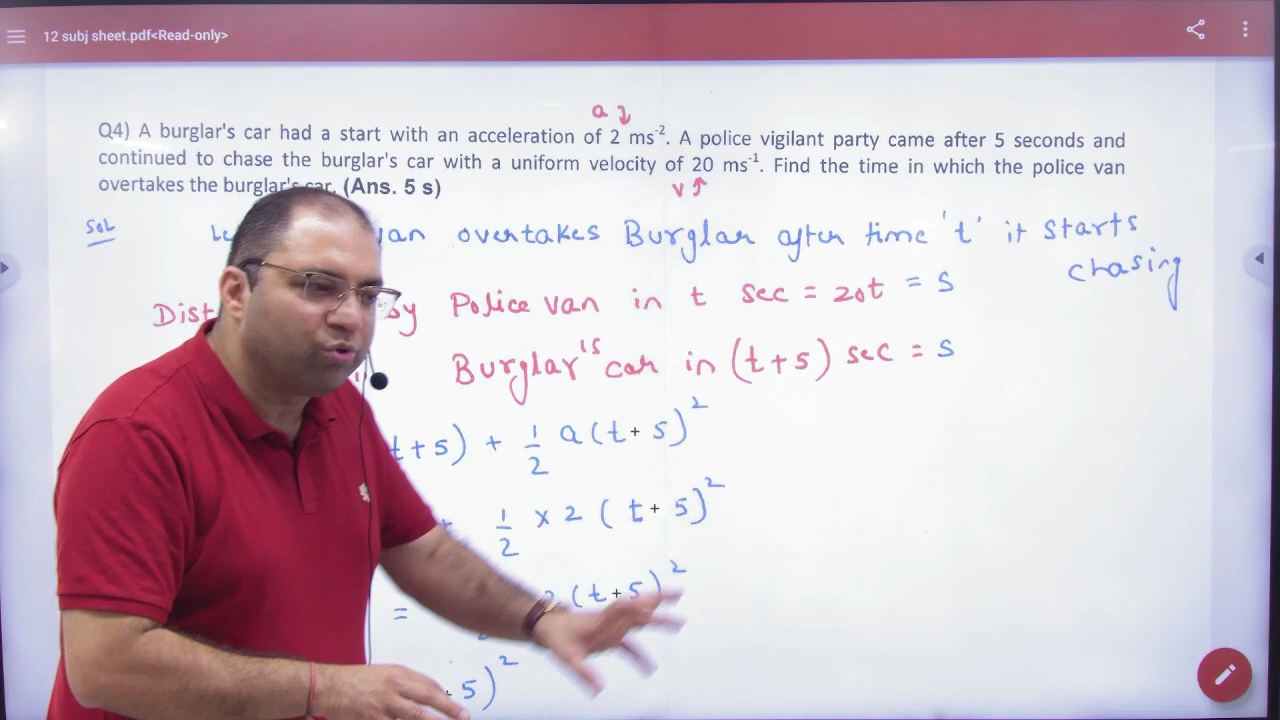 12 subj sheet.pdf<Read-only>
a ↓
Q4) A burglar's car had a start with an acceleration of 2 ms⁻². A police vigilant party came after 5 seconds and
continued to chase the burglar's car with a uniform velocity of 20 ms⁻¹. Find the time in which the police van
overtakes the burglar's car. (Ans. 5 s)
v ↑
Sol
van overtakes Burglar after time 't' it starts
chasing
Dist by Police van in t sec = 20t = S
Burglar's car in (t+5) sec = S
t+5) + 1/2 a(t+5)²
1/2 × 2 (t+5)²
= 2 (t+5)²
5)²